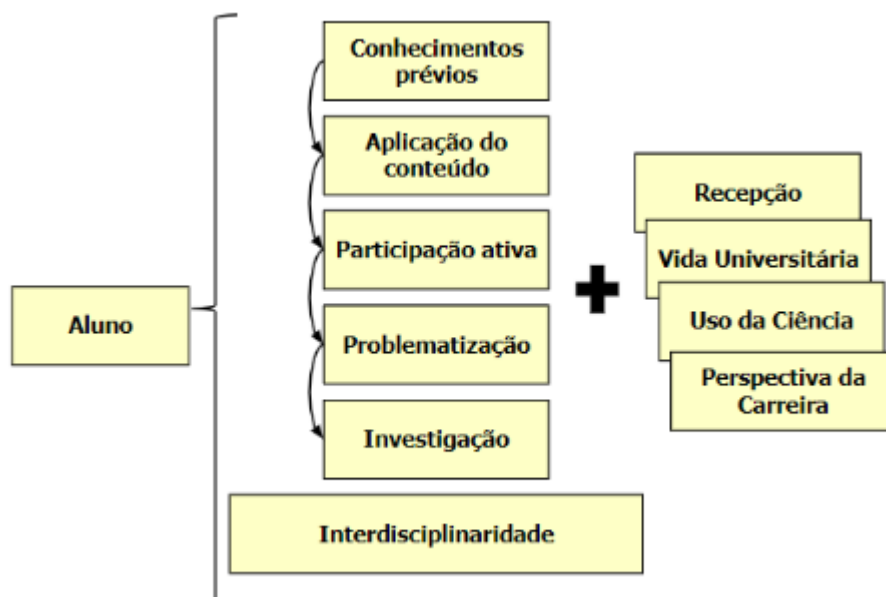 Aluno
Conhecimentos
prévios
Aplicação do
conteúdo
Participação ativa
Problematização
Investigação
Interdisciplinaridade
Recepção
Vida Universitária
Uso da Ciência
Perspectiva da
Carreira